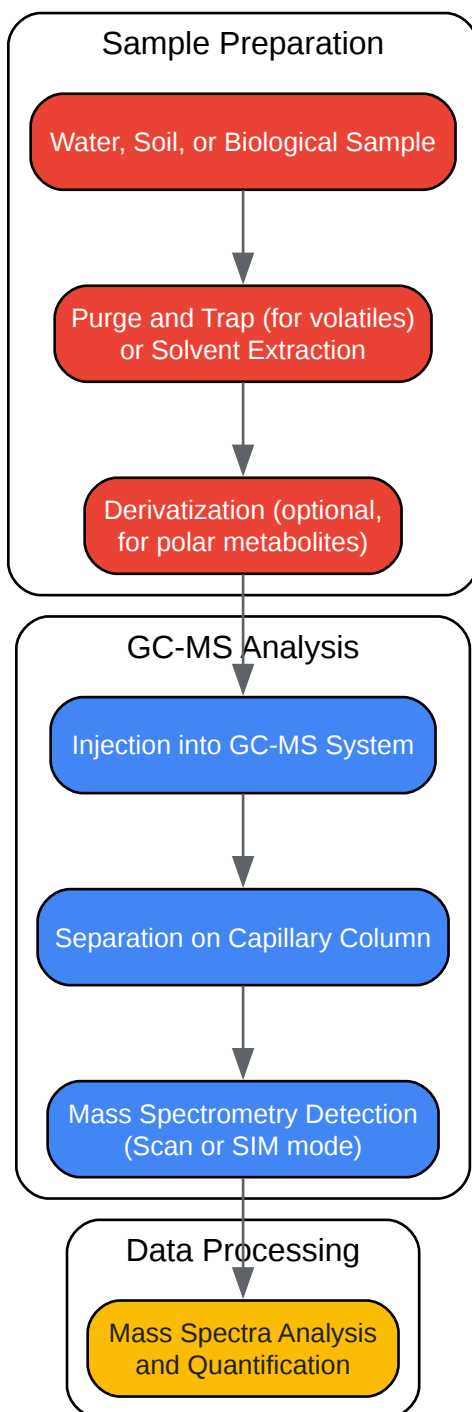 Sample Preparation
Water, Soil, or Biological Sample
Purge and Trap (for volatiles)
or Solvent Extraction
Derivatization (optional,
for polar metabolites)
GC-MS Analysis
Injection into GC-MS System
Separation on Capillary Column
Mass Spectrometry Detection
(Scan or SIM mode)
Data Processing
Mass Spectra Analysis
and Quantification